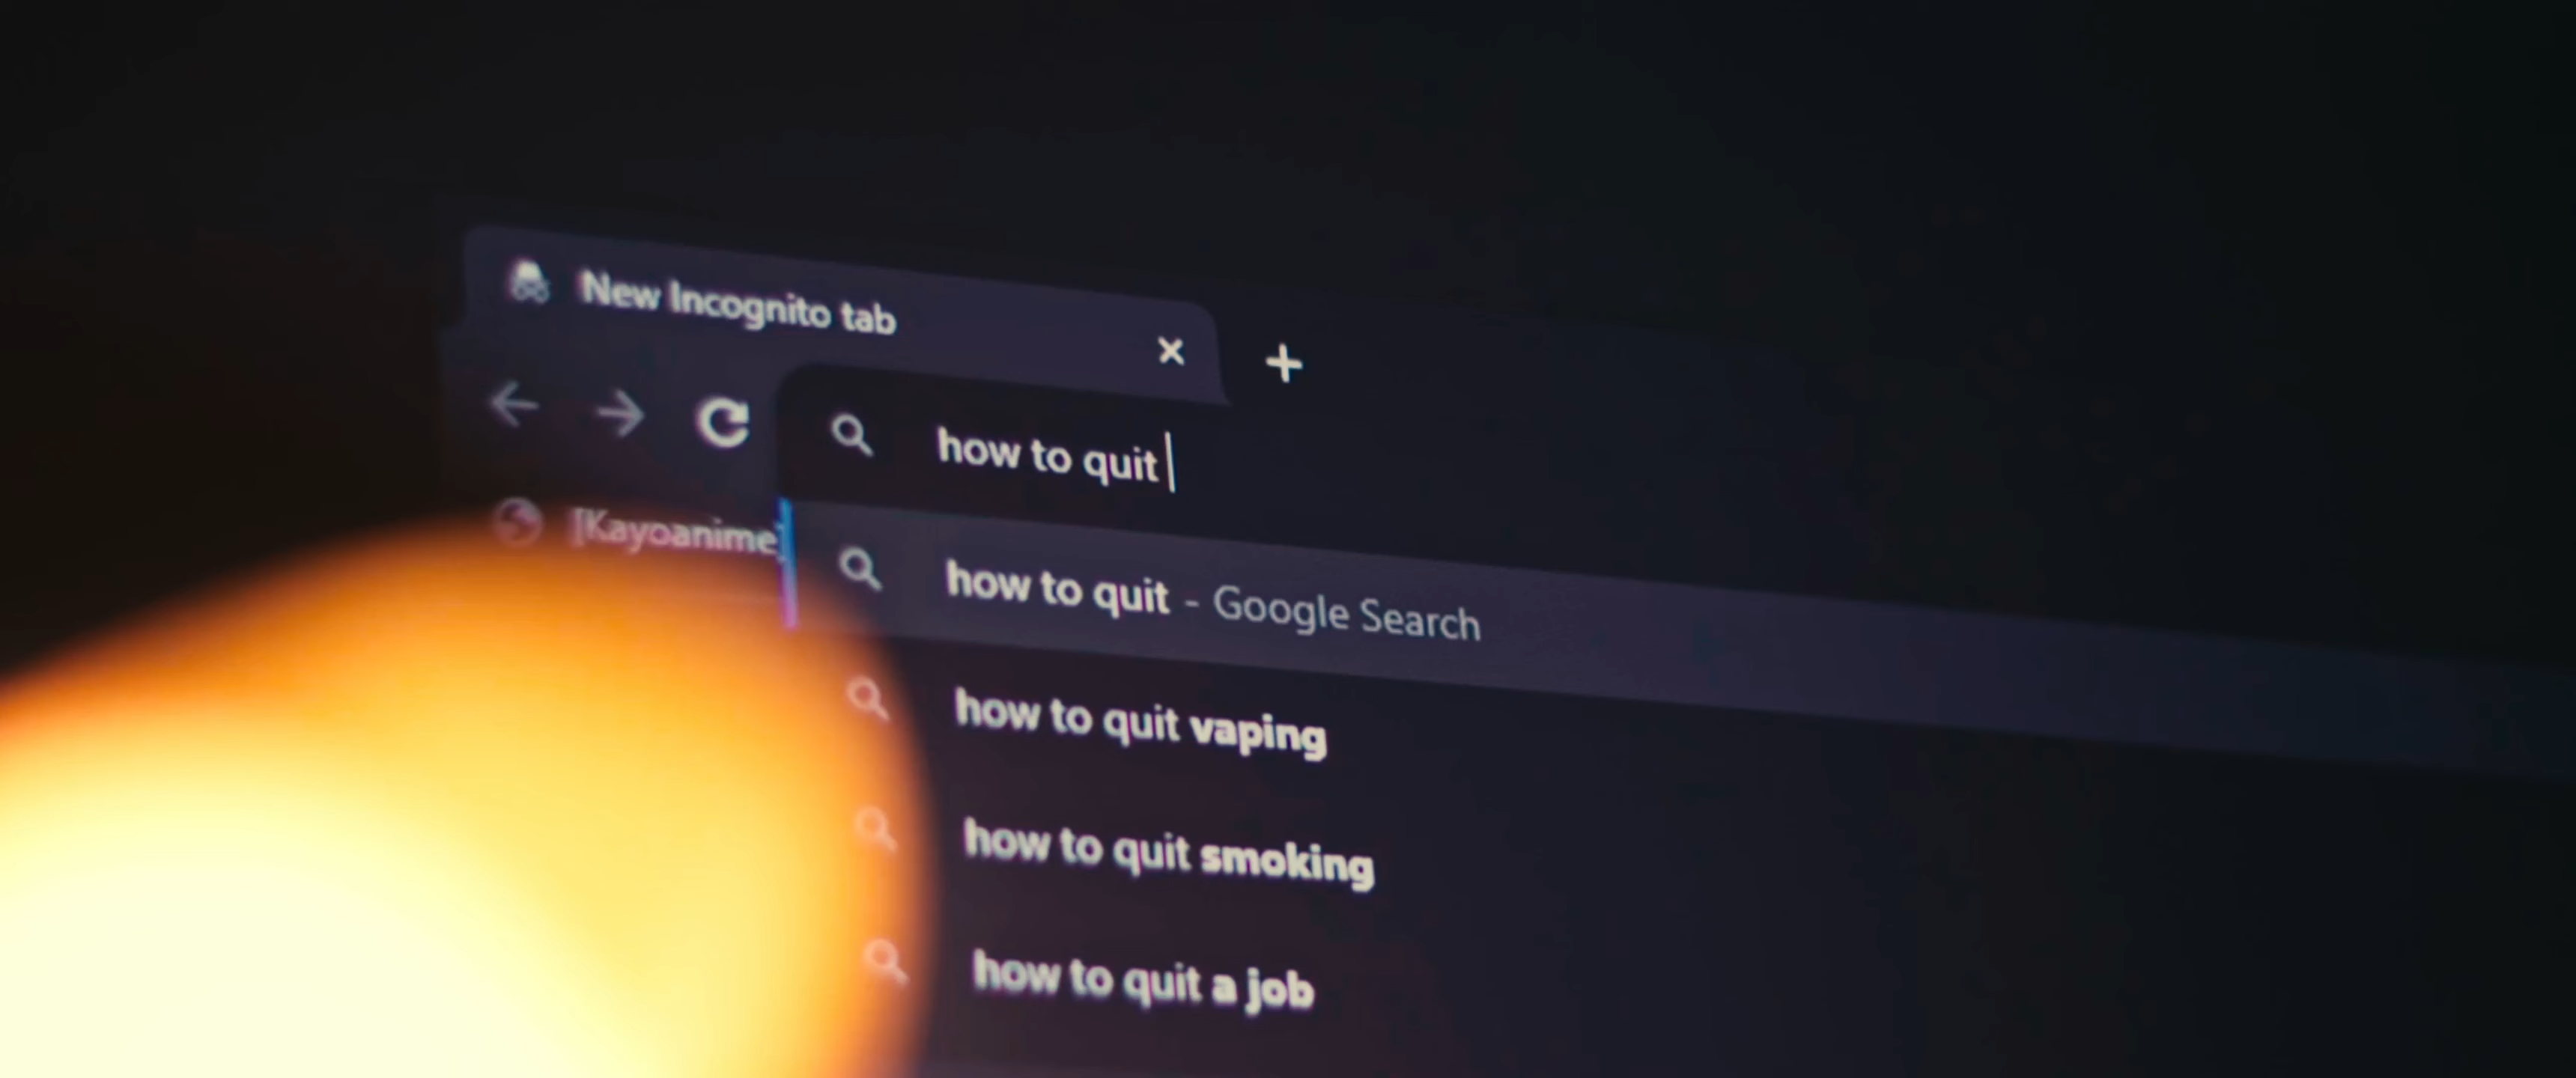 New Incognito tab
how to quit
[Kayoanime]
how to quit - Google Search
how to quit vaping
how to quit smoking
how to quit a job